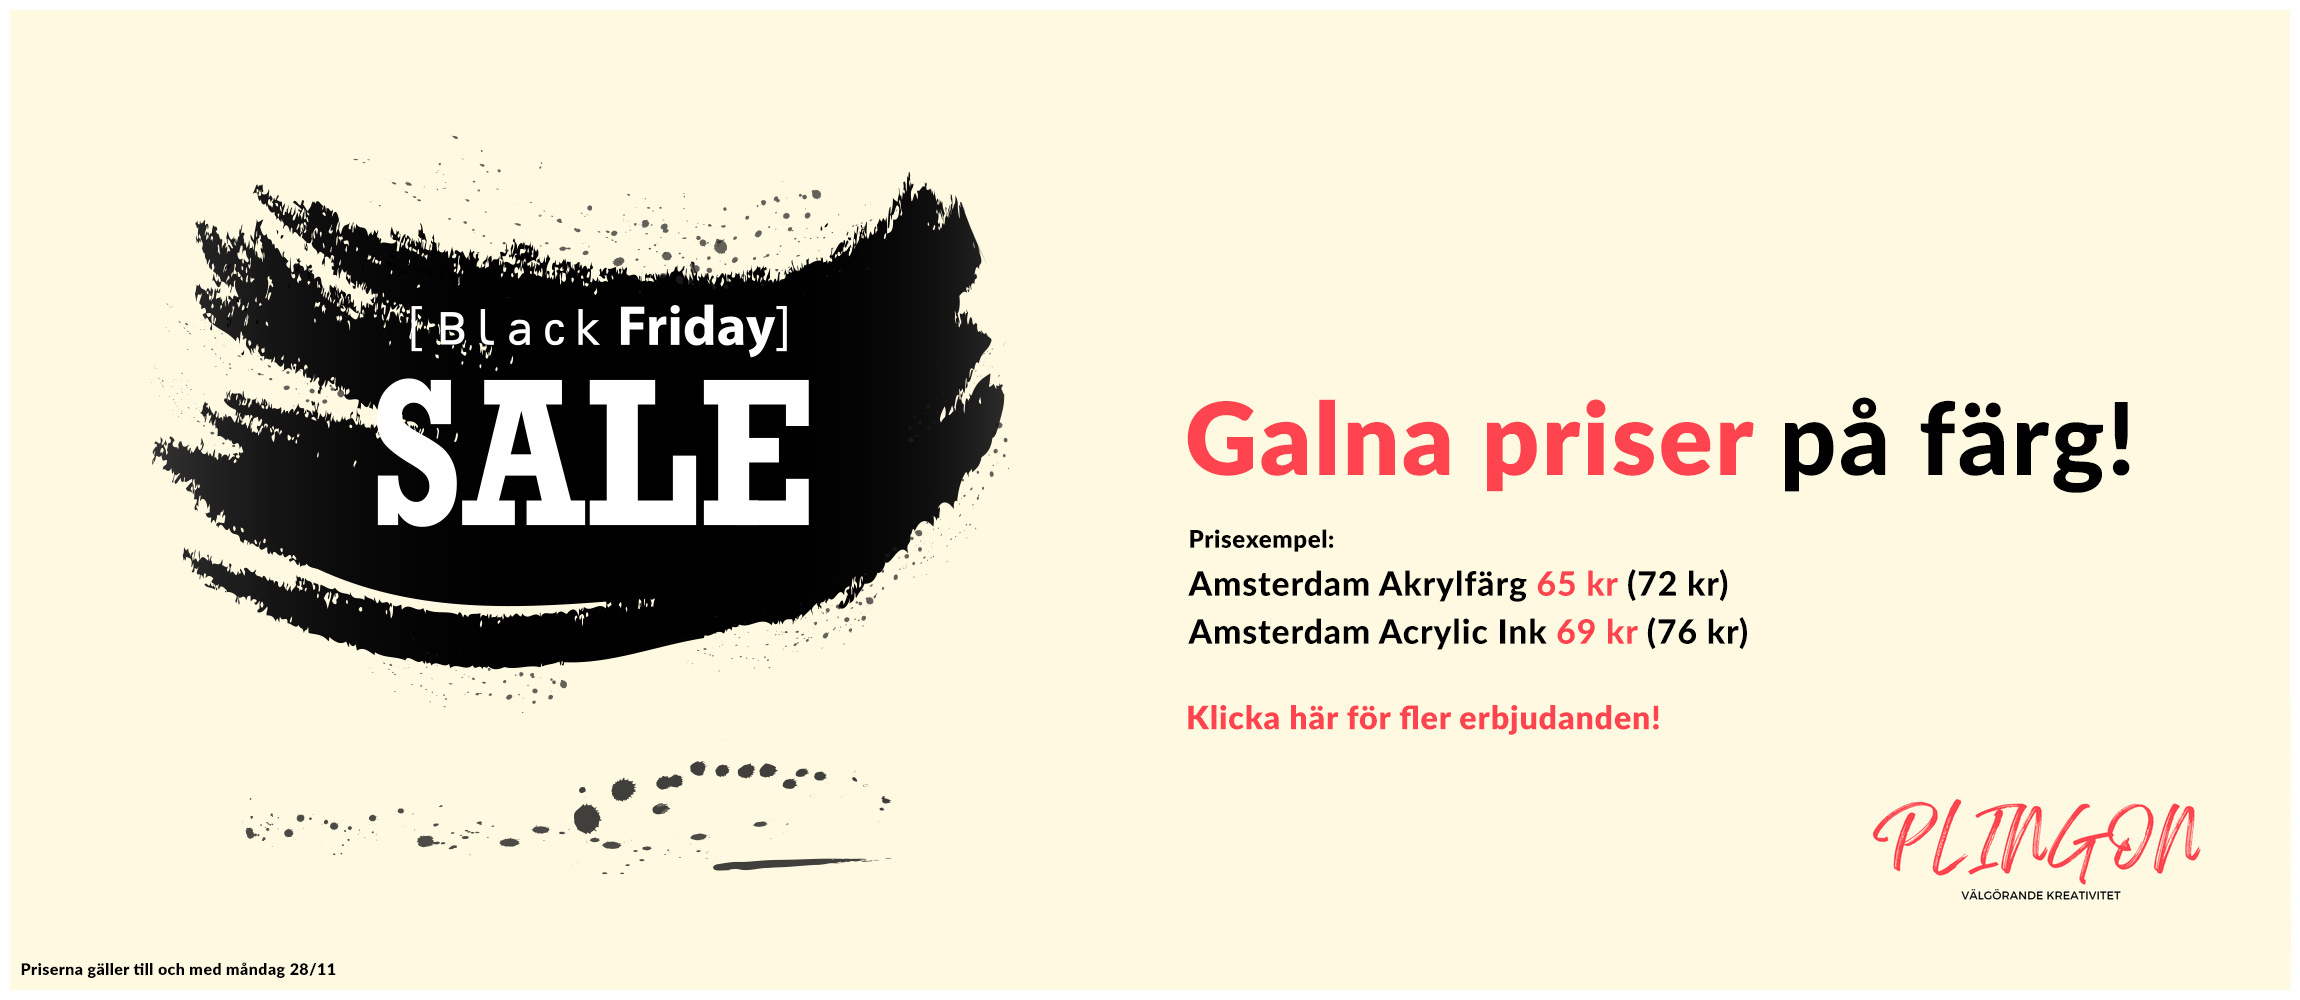 [Black Friday]
SALE
Galna priser på färg!
Prisexempel:
Amsterdam Akrylfärg 65 kr (72 kr)
Amsterdam Acrylic Ink 69 kr (76 kr)
Klicka här för fler erbjudanden!
PLINGON
VÄLGÖRANDE KREATIVITET
Priserna gäller till och med måndag 28/11